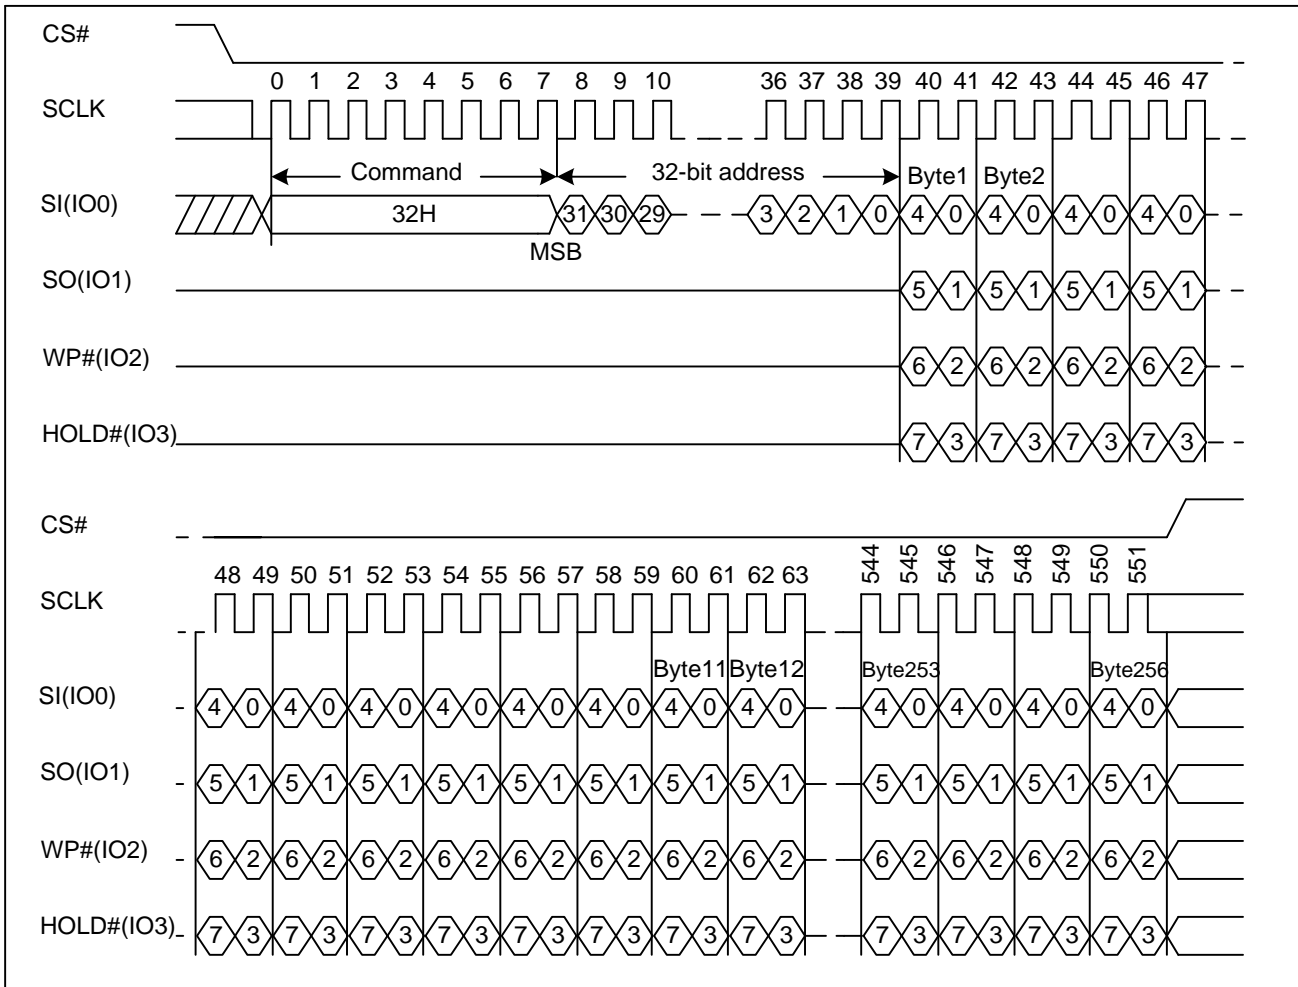 CS#
0 1 2 3 4 5 6 7 8 9 10 36 37 38 39 40 41 42 43 44 45 46 47
SCLK
Command 32-bit address Byte1 Byte2
SI(IO0) 32H 31 30 29 3 2 1 0 4 0 4 0 4 0 4 0
MSB
SO(IO1) 5 1 5 1 5 1 5 1
WP#(IO2) 6 2 6 2 6 2 6 2
HOLD#(IO3) 7 3 7 3 7 3 7 3
CS#
48 49 50 51 52 53 54 55 56 57 58 59 60 61 62 63 544 545 546 547 548 549 550 551
SCLK
Byte11 Byte12 Byte253 Byte256
SI(IO0) 4 0 4 0 4 0 4 0 4 0 4 0 4 0 4 0 4 0 4 0 4 0 4 0
SO(IO1) 5 1 5 1 5 1 5 1 5 1 5 1 5 1 5 1 5 1 5 1 5 1 5 1
WP#(IO2) 6 2 6 2 6 2 6 2 6 2 6 2 6 2 6 2 6 2 6 2 6 2 6 2
HOLD#(IO3) 7 3 7 3 7 3 7 3 7 3 7 3 7 3 7 3 7 3 7 3 7 3 7 3